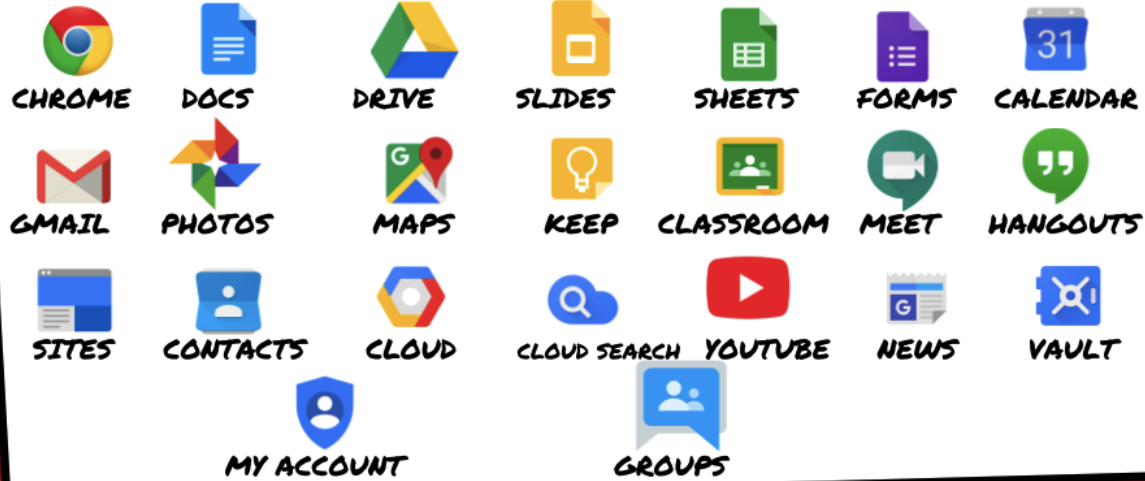 31
CHROME DOCS DRIVE SLIDES SHEETS FORMS CALENDAR
G
GMAIL PHOTOS MAPS KEEP CLASSROOM MEET HANGOUTS
G
SITES CONTACTS CLOUD CLOUD SEARCH YOUTUBE NEWS VAULT
MY ACCOUNT GROUPS